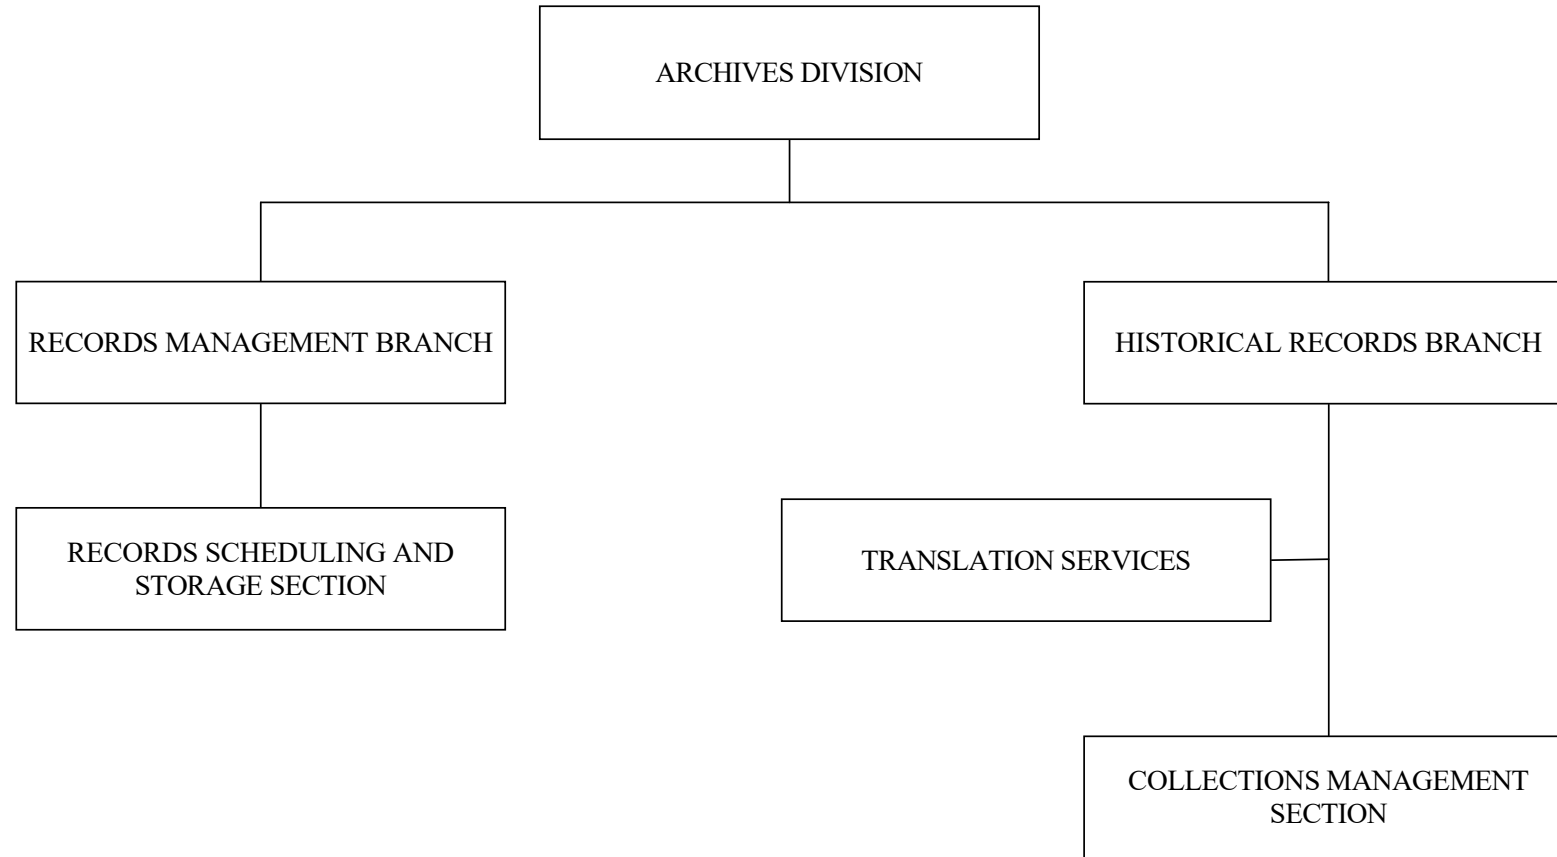 ARCHIVES DIVISION
RECORDS MANAGEMENT BRANCH
HISTORICAL RECORDS BRANCH
RECORDS SCHEDULING AND
STORAGE SECTION
TRANSLATION SERVICES
COLLECTIONS MANAGEMENT
SECTION